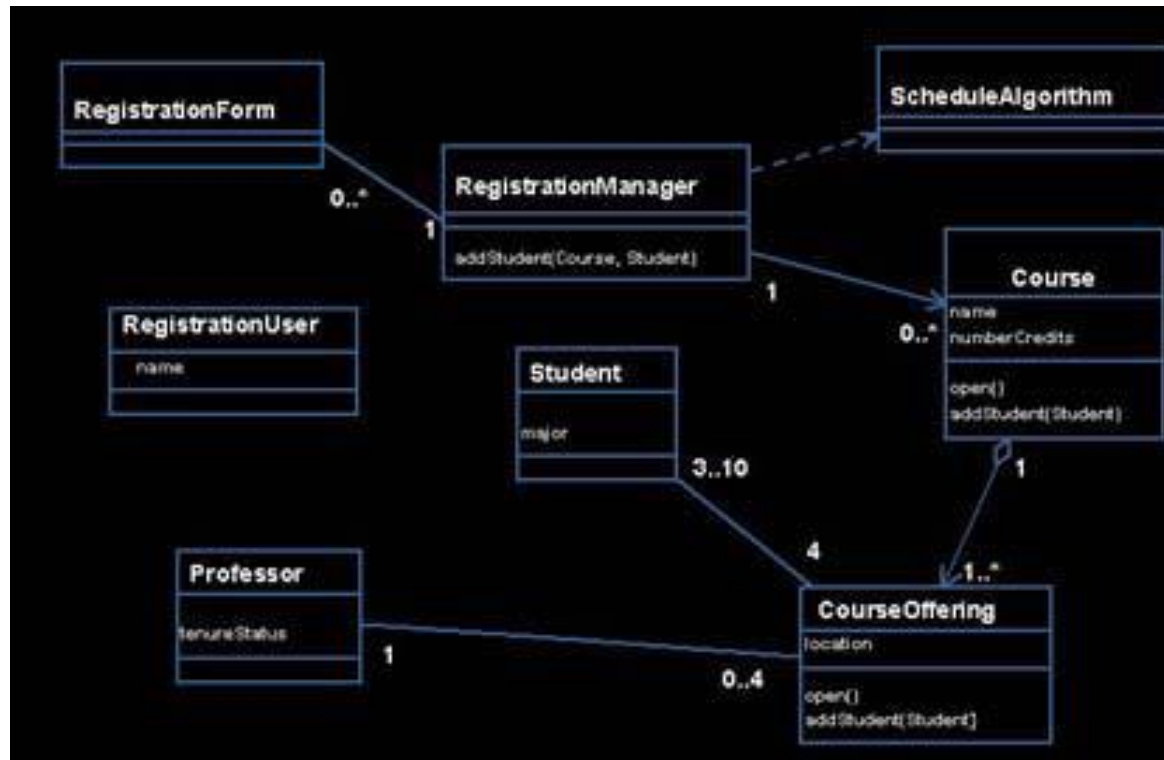 RegistrationForm
ScheduleAlgorithm
RegistrationManager
0..*
1
addStudent(Course, Student)
1
Course
name
numberCredits
0..*
open()
addStudent(Student)
1
RegistrationUser
name
Student
major
3..10
4
1..*
Professor
tenureStatus
1
0..4
CourseOffering
location
open()
addStudent(Student]